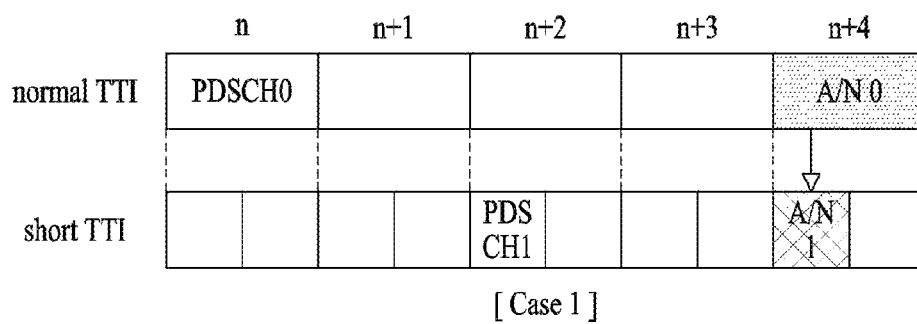 n n+1 n+2 n+3 n+4
normal TTI PDSCH0 A/N 0
short TTI PDS CH1 A/N 1
[ Case 1 ]